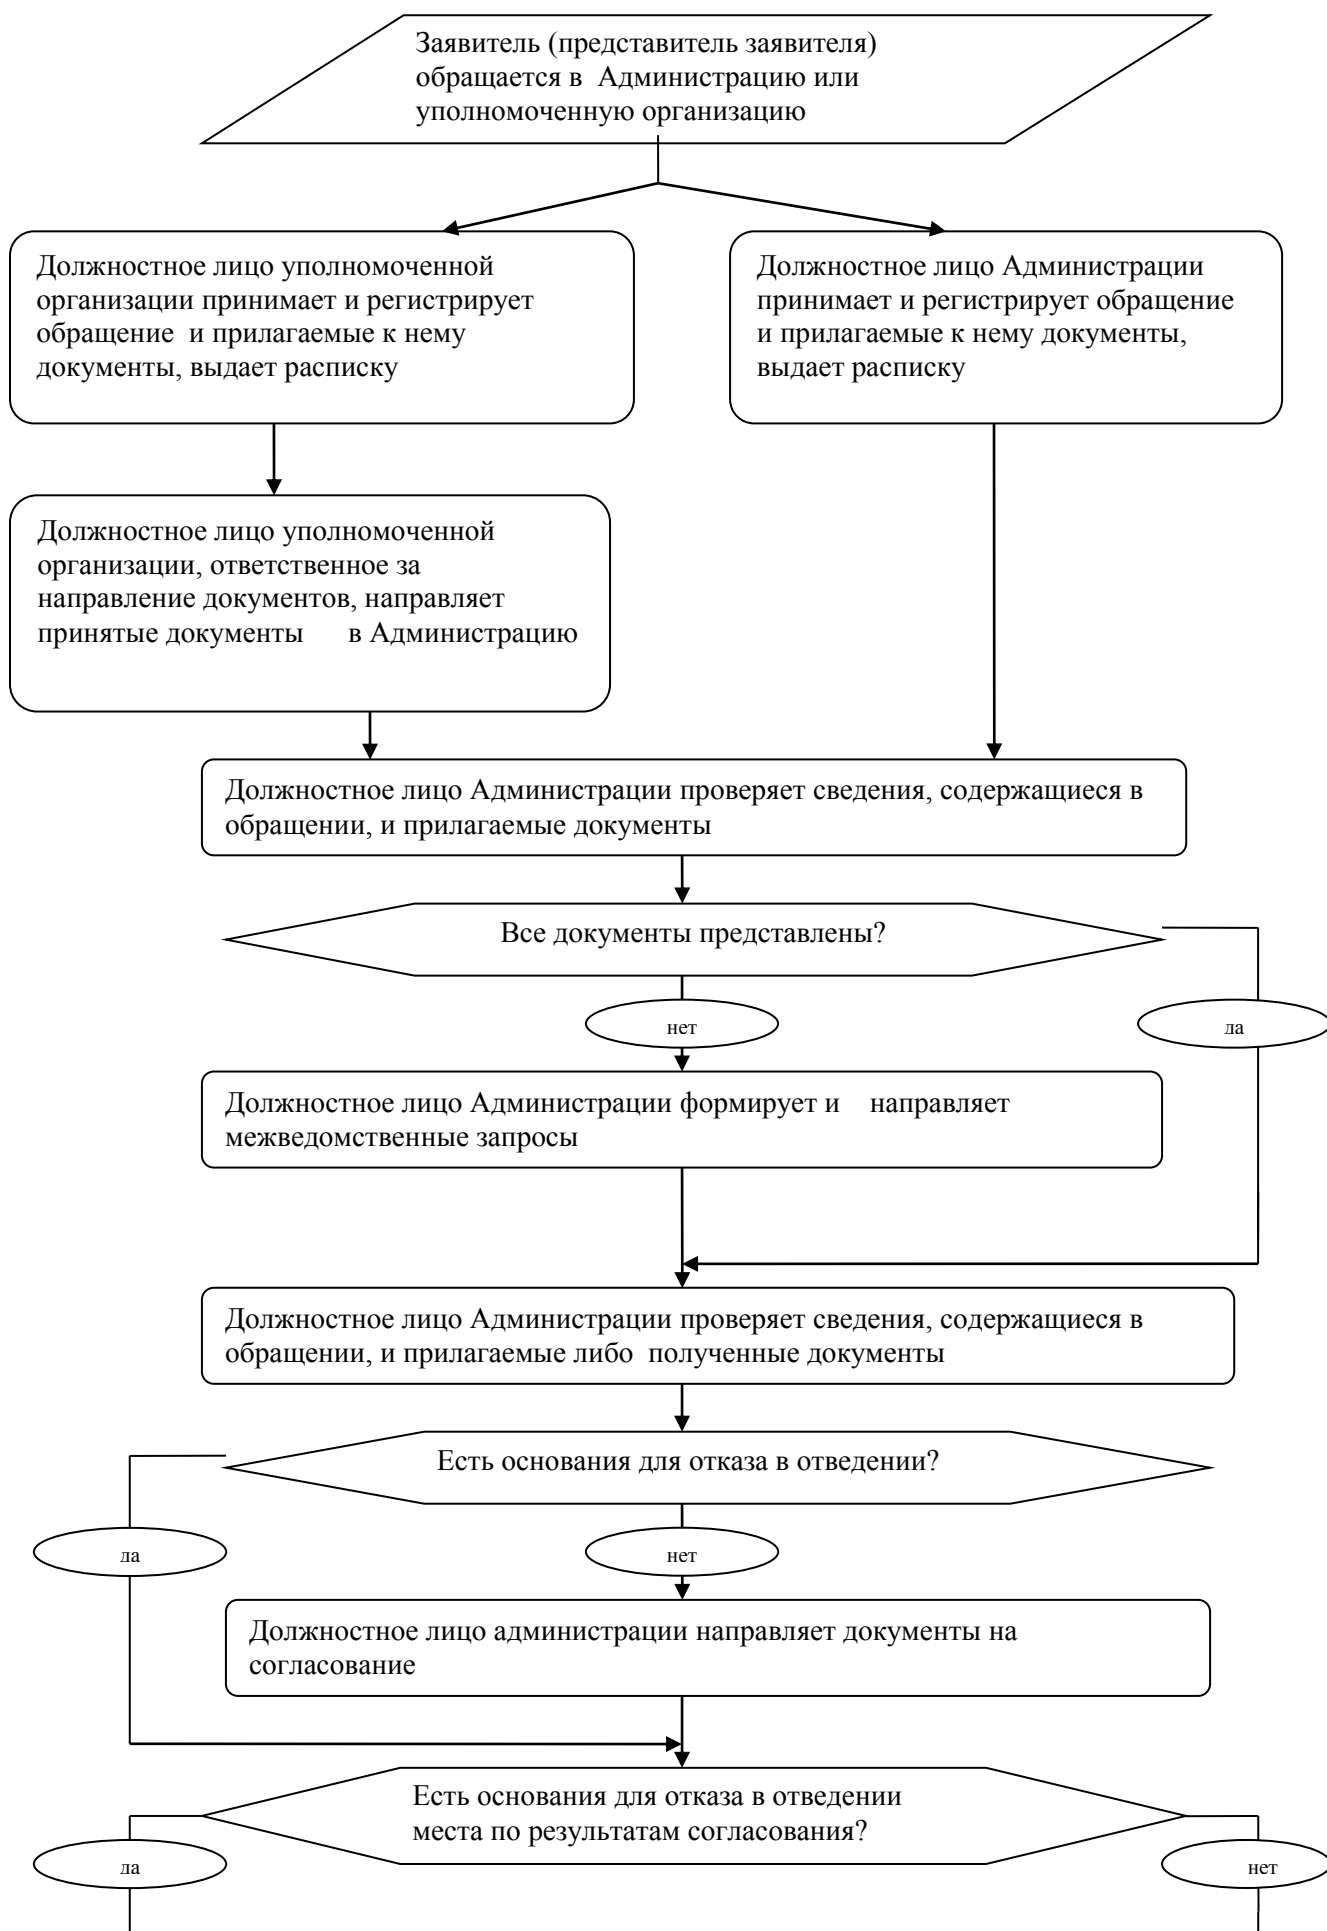 Заявитель (представитель заявителя)
обращается в Администрацию или
уполномоченную организацию
Должностное лицо уполномоченной
организации принимает и регистрирует
обращение и прилагаемые к нему
документы, выдает расписку
Должностное лицо Администрации
принимает и регистрирует обращение
и прилагаемые к нему документы,
выдает расписку
Должностное лицо уполномоченной
организации, ответственное за
направление документов, направляет
принятые документы в Администрацию
Должностное лицо Администрации проверяет сведения, содержащиеся в
обращении, и прилагаемые документы
Все документы представлены?
нет
да
Должностное лицо Администрации формирует и направляет
межведомственные запросы
Должностное лицо Администрации проверяет сведения, содержащиеся в
обращении, и прилагаемые либо полученные документы
Есть основания для отказа в отведении?
да
нет
Должностное лицо администрации направляет документы на
согласование
Есть основания для отказа в отведении
места по результатам согласования?
да
нет